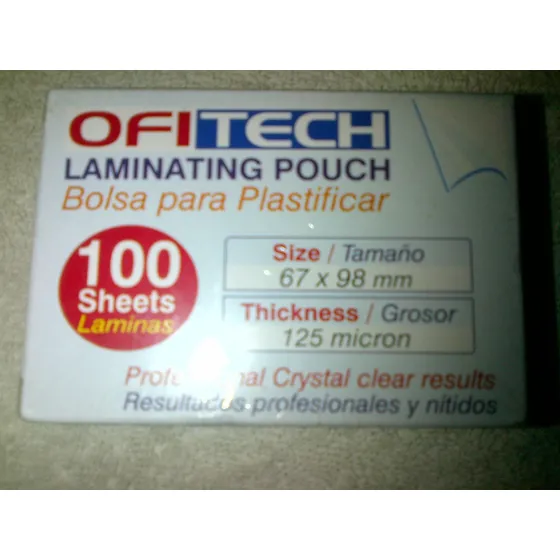 OFITECH
LAMINATING POUCH
Bolsa para Plastificar
100
Sheets
Laminas
Size / Tamaño
67 x 98 mm
Thickness / Grosor
125 micron
Crystal clear results
Resultados profesionales y nítidos